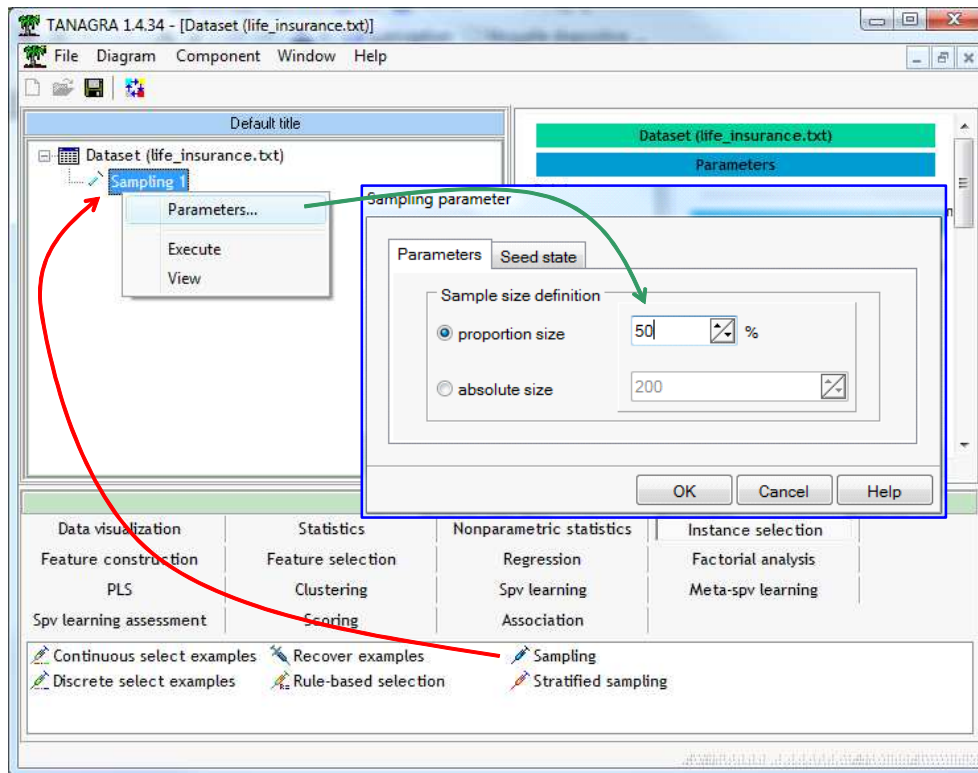 TANAGRA 1.4.34 - [Dataset (life_insurance.txt)]
File Diagram Component Window Help
Default title
Dataset (life_insurance.txt)
Sampling 1
Parameters...
Execute
View
Dataset (life_insurance.txt)
Parameters
Sampling parameter
Parameters Seed state
Sample size definition
proportion size 50 %
absolute size 200
OK Cancel Help
Data visualization Statistics Nonparametric statistics Instance selection
Feature construction Feature selection Regression Factorial analysis
PLS Clustering Spv learning Meta-spv learning
Spv learning assessment Scoring Association
Continuous select examples Recover examples Sampling
Discrete select examples Rule-based selection Stratified sampling